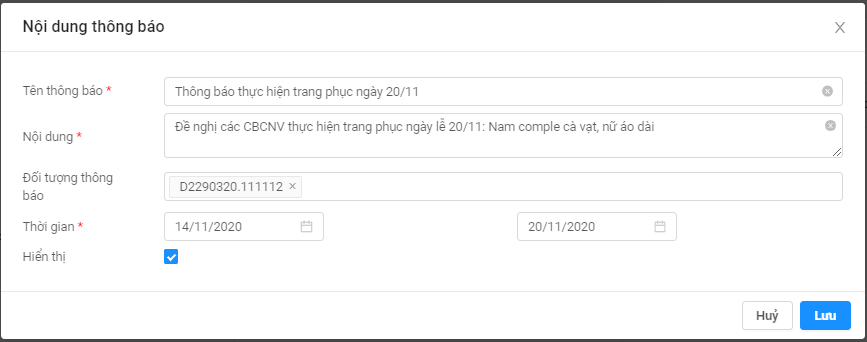 Nội dung thông báo
Tên thông báo *
Thông báo thực hiện trang phục ngày 20/11
Nội dung *
Đề nghị các CBCNV thực hiện trang phục ngày lễ 20/11: Nam comple cà vạt, nữ áo dài
Đối tượng thông
báo
D2290320.111112 ×
Thời gian *
14/11/2020
20/11/2020
Hiển thị
Huỷ
Lưu